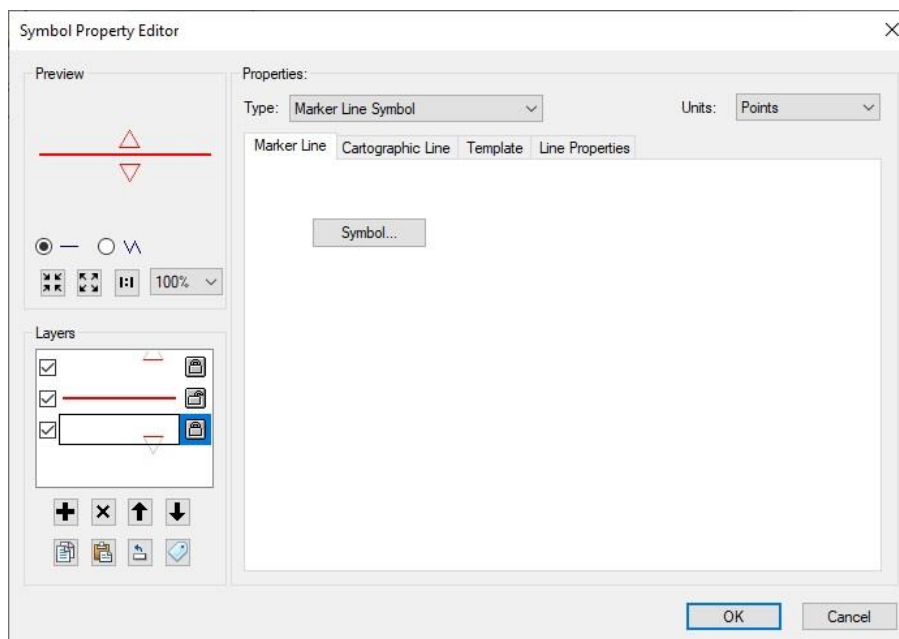 Symbol Property Editor
Preview
Properties:
Type: Marker Line Symbol
Units: Points
Marker Line Cartographic Line Template Line Properties
Symbol...
1:1 100%
Layers
OK Cancel